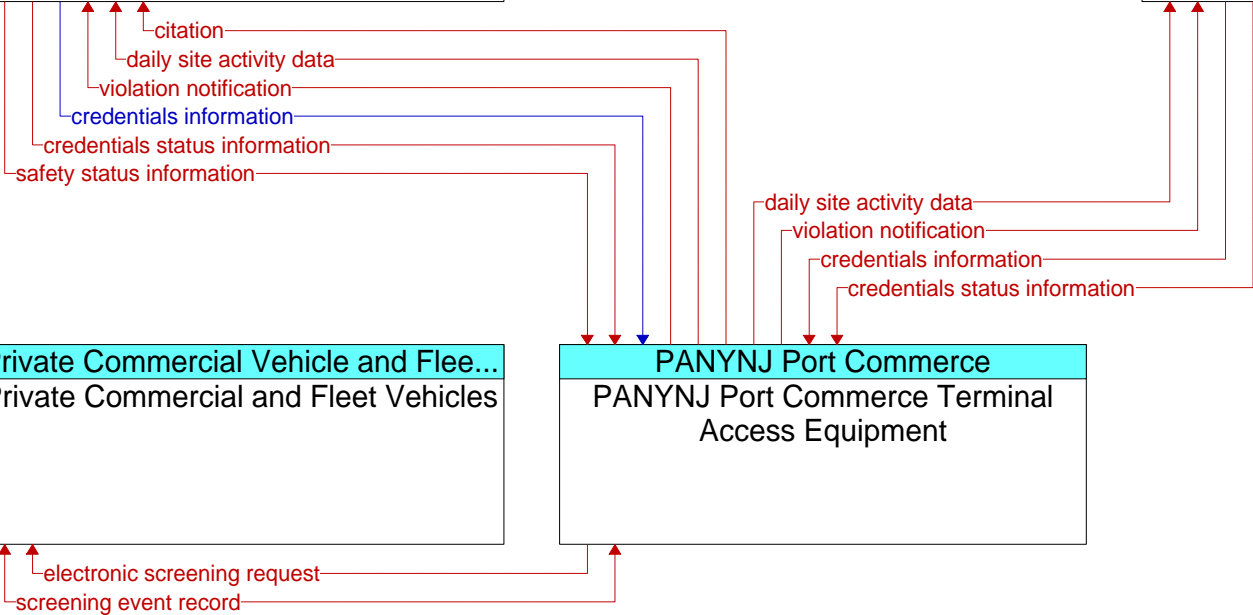 citation
daily site activity data
violation notification
credentials information
credentials status information
safety status information
daily site activity data
violation notification
credentials information
credentials status information
Private Commercial Vehicle and Flee...
Private Commercial and Fleet Vehicles
PANYNJ Port Commerce
PANYNJ Port Commerce Terminal
Access Equipment
electronic screening request
screening event record